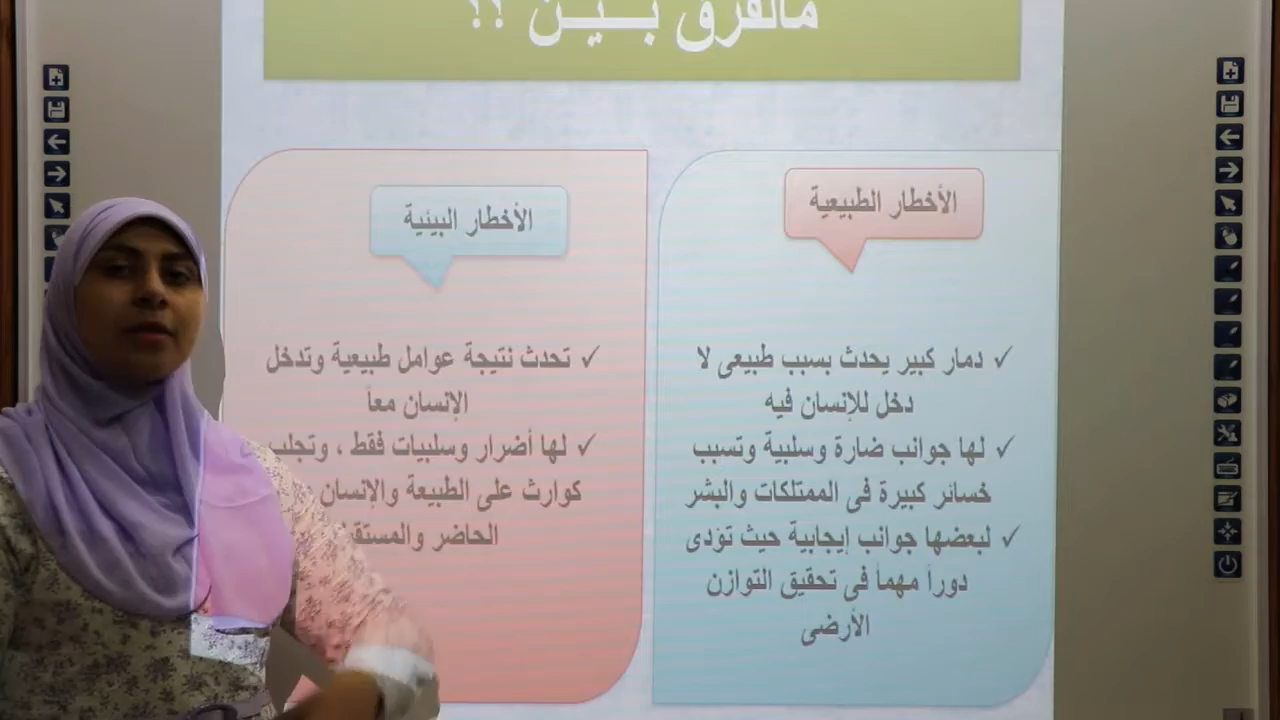 مالفرق بـــيـــن ؟؟
الأخطار الطبيعية
✓ دمار كبير يحدث بسبب طبيعى لا
دخل للإنسان فيه
✓ لها جوانب ضارة وسلبية وتسبب
خسائر كبيرة فى الممتلكات والبشر
✓ لبعضها جوانب إيجابية حيث تؤدى
دوراً مهماً فى تحقيق التوازن
الأرضى
الأخطار البيئية
✓ تحدث نتيجة عوامل طبيعية وتدخل
الإنسان معاً
✓ لها أضرار وسلبيات فقط ، وتجلب
كوارث على الطبيعة والإنسان
الحاضر